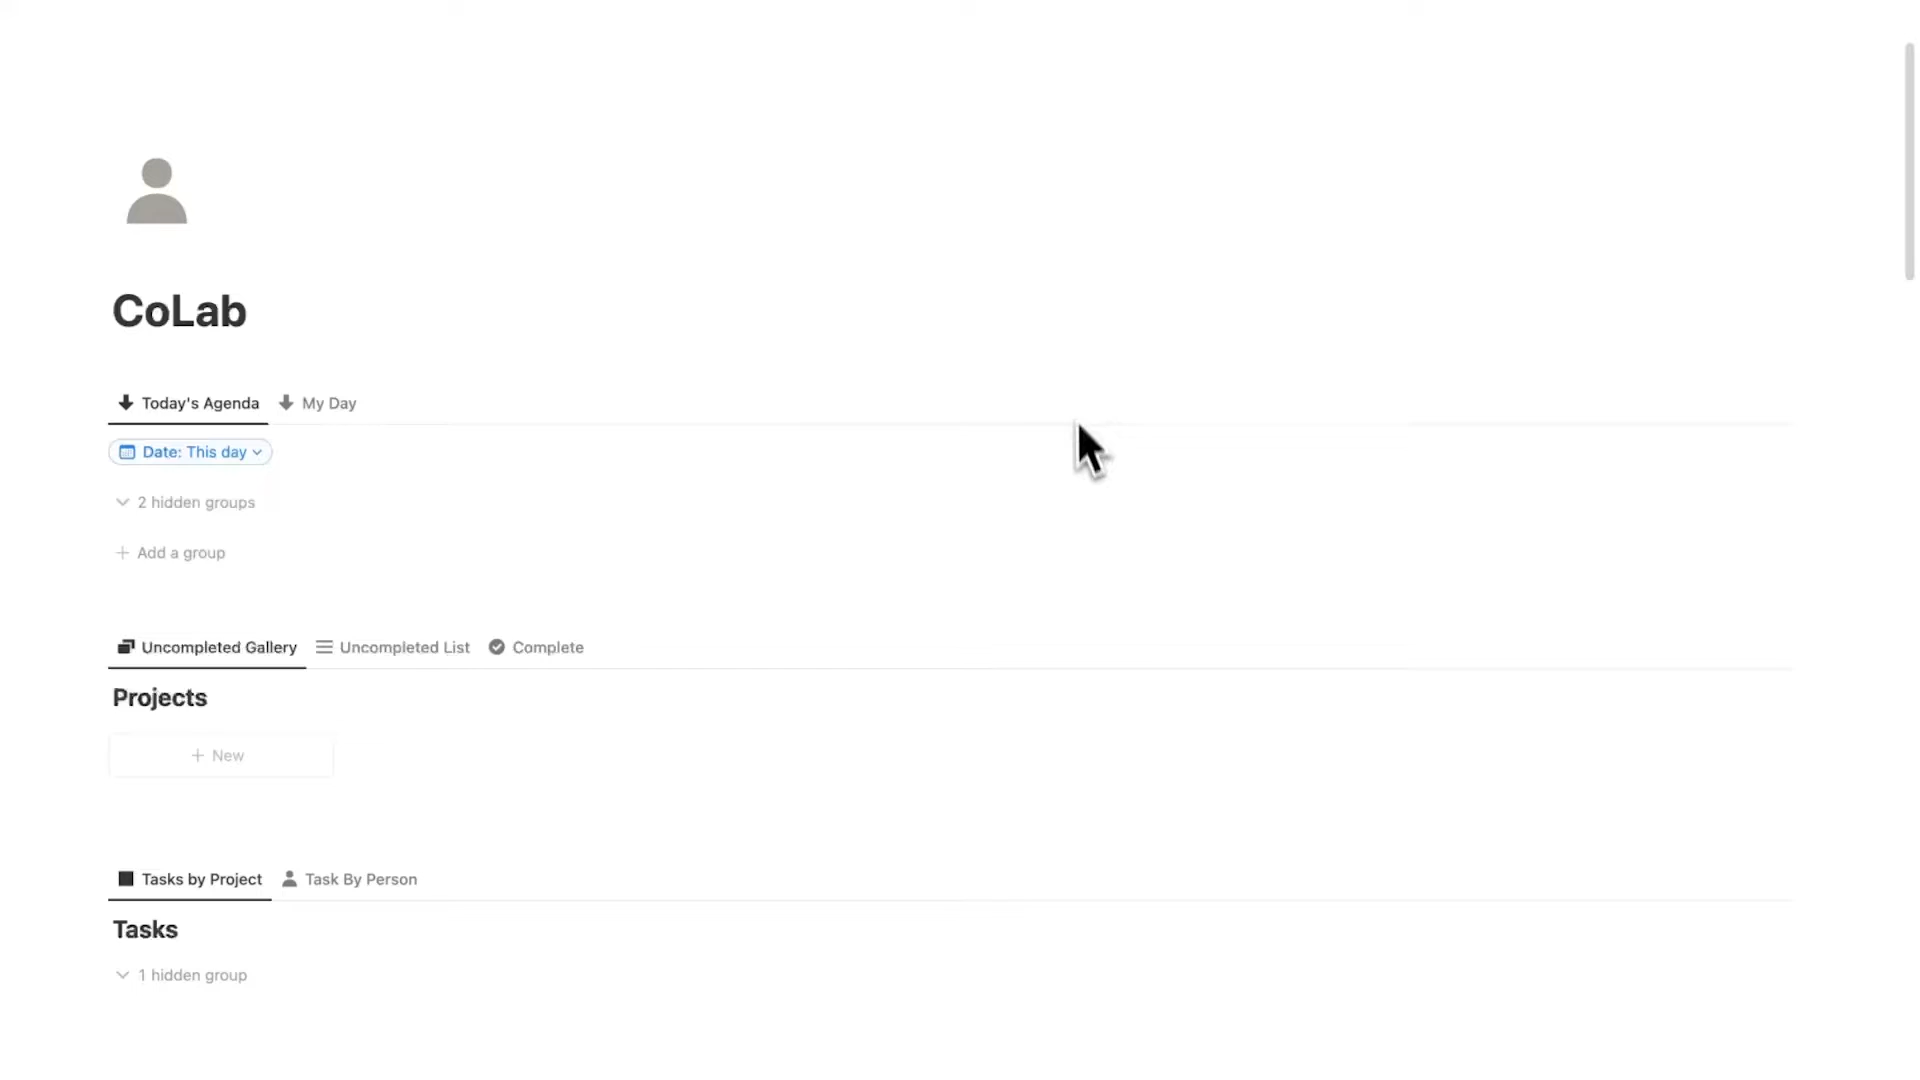 CoLab
Today's Agenda My Day
Date: This day
2 hidden groups
Add a group
Uncompleted Gallery Uncompleted List Complete
Projects
+ New
Tasks by Project Task By Person
Tasks
1 hidden group